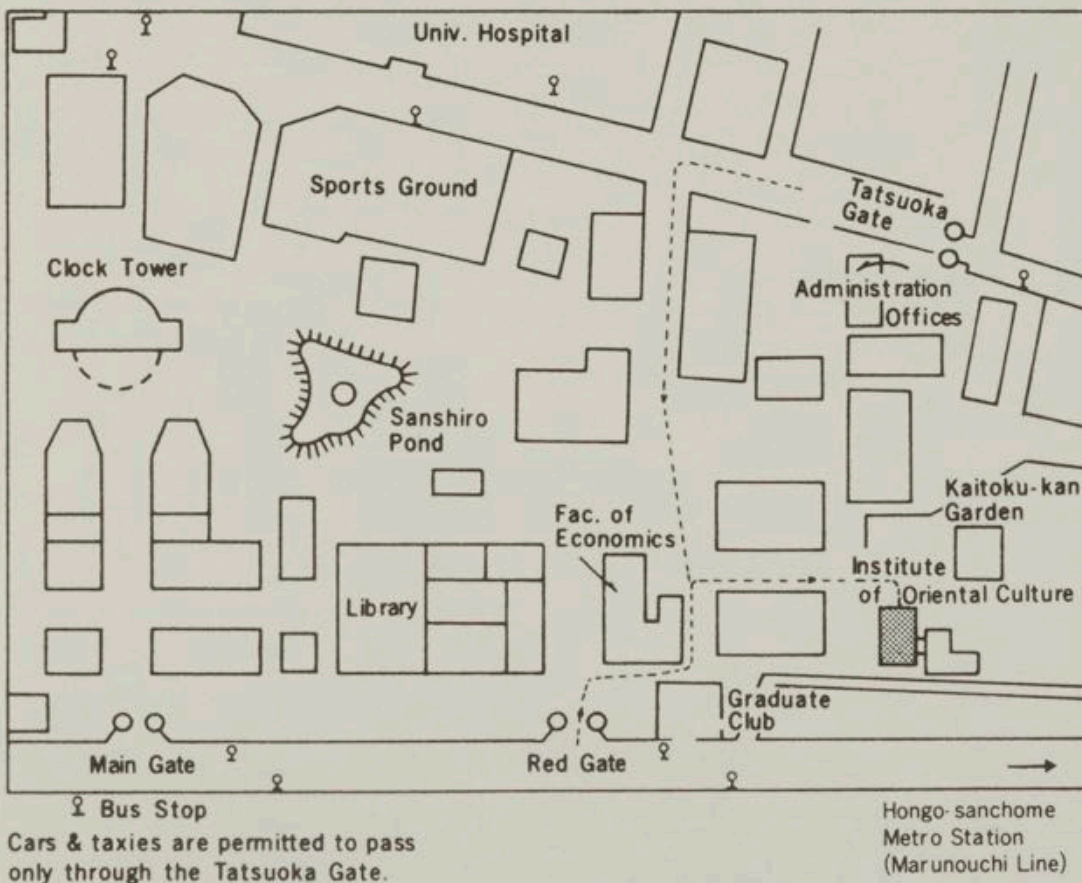 Univ. Hospital
Sports Ground
Tatsuoka
Gate
Clock Tower
Administration
Offices
Sanshiro
Pond
Kaitoku-kan
Garden
Fac. of
Economics
Institute
of Oriental Culture
Library
Graduate
Club
Main Gate
Red Gate
Bus Stop
Cars & taxies are permitted to pass
only through the Tatsuoka Gate.
Hongo-sanchome
Metro Station
(Marunouchi Line)